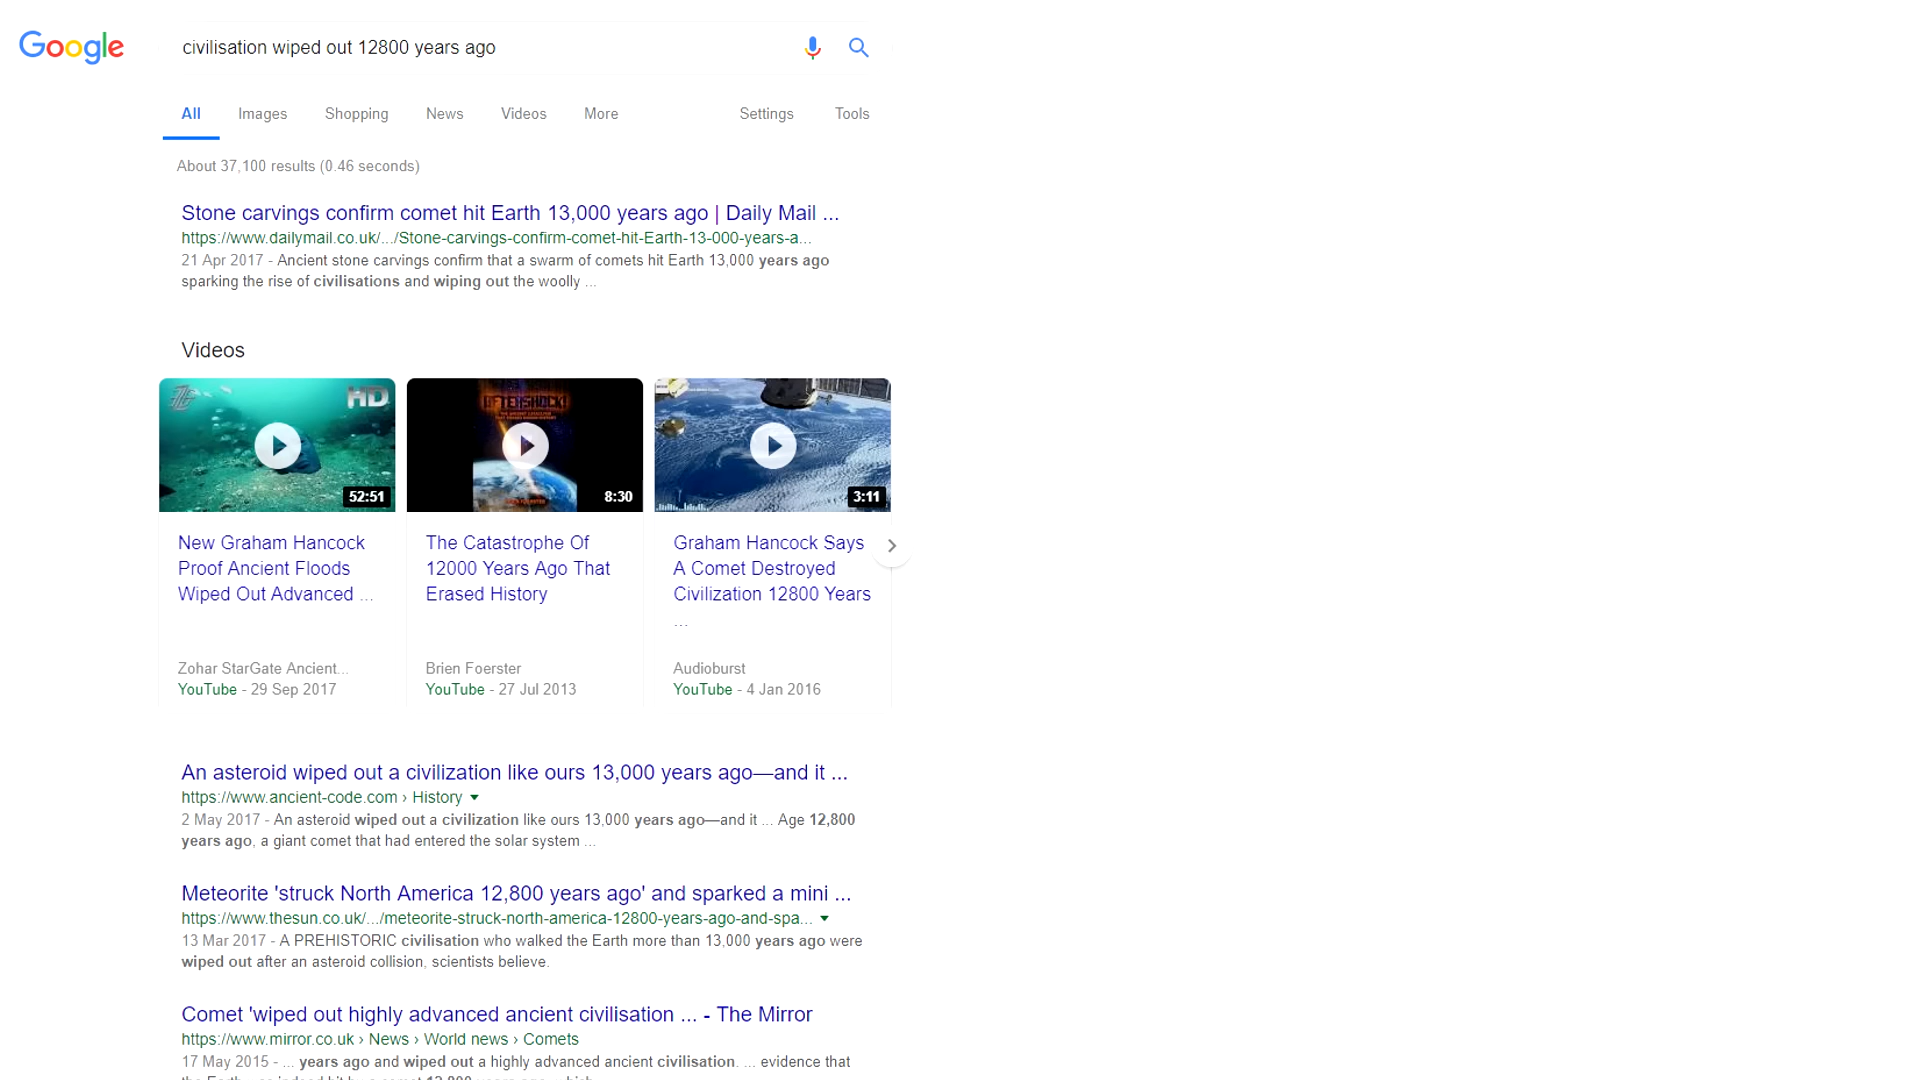 Google
civilisation wiped out 12800 years ago
All Images Shopping News Videos More Settings Tools
About 37,100 results (0.46 seconds)
Stone carvings confirm comet hit Earth 13,000 years ago | Daily Mail ...
https://www.dailymail.co.uk/.../Stone-carvings-confirm-comet-hit-Earth-13-000-years-a...
21 Apr 2017 - Ancient stone carvings confirm that a swarm of comets hit Earth 13,000 years ago
sparking the rise of civilisations and wiping out the woolly ...
Videos
HD
52:51
AFTERSHOCK!
8:30
3:11
New Graham Hancock
Proof Ancient Floods
Wiped Out Advanced ...
Zohar StarGate Ancient...
YouTube - 29 Sep 2017
The Catastrophe Of
12000 Years Ago That
Erased History
Brien Foerster
YouTube - 27 Jul 2013
Graham Hancock Says
A Comet Destroyed
Civilization 12800 Years
...
Audioburst
YouTube - 4 Jan 2016
An asteroid wiped out a civilization like ours 13,000 years ago—and it ...
https://www.ancient-code.com › History
2 May 2017 - An asteroid wiped out a civilization like ours 13,000 years ago—and it ... Age 12,800
years ago, a giant comet that had entered the solar system ...
Meteorite 'struck North America 12,800 years ago' and sparked a mini ...
https://www.thesun.co.uk/.../meteorite-struck-north-america-12800-years-ago-and-spa...
13 Mar 2017 - A PREHISTORIC civilisation who walked the Earth more than 13,000 years ago were
wiped out after an asteroid collision, scientists believe.
Comet 'wiped out highly advanced ancient civilisation ... - The Mirror
https://www.mirror.co.uk › News › World news › Comets
17 May 2015 - ... years ago and wiped out a highly advanced ancient civilisation. ... evidence that